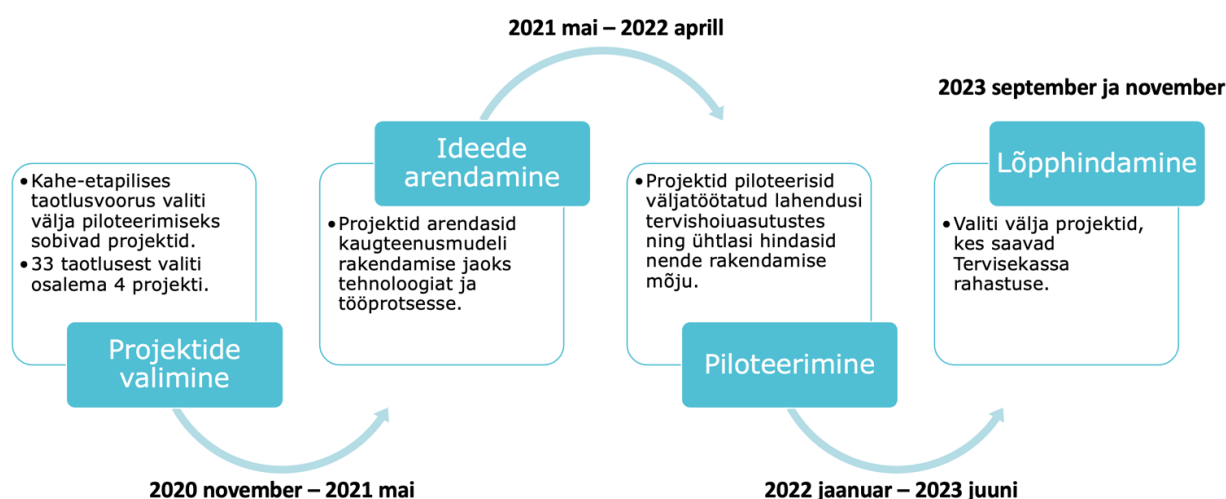 2021 mai – 2022 aprill
2023 september ja november
• Kahe-etapilises
taotlusvoorus valiti
välja piloteerimiseks
sobivad projektid.
• 33 taotlusest valiti
osalema 4 projekti.
Projektide
valimine
2020 november – 2021 mai
Ideede
arendamine
• Projektid arendasid
kaugteenusmudeli
rakendamise jaoks
tehnoloogiat ja
tööprotsesse.
• Projektid piloteerisid
väljatöötatud lahendusi
tervishoiuasutustes
ning ühtlasi hindasid
nende rakendamise
mõju.
Piloteerimine
2022 jaanuar – 2023 juuni
Lõpphindamine
• Valiti välja projektid,
kes saavad
Tervisekassa
rahastuse.